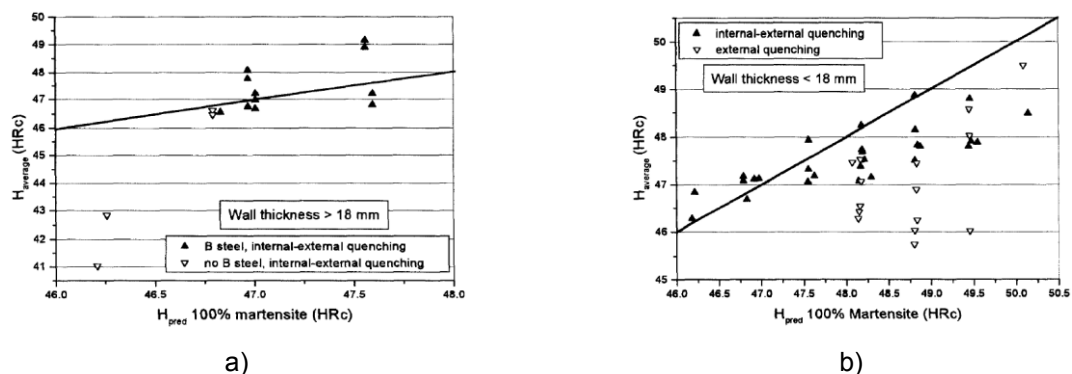 50
49
48
47
46
45
44
43
42
41
H_average (HRc)
Wall thickness > 18 mm
▲ B steel, internal-external quenching
▽ no B steel, internal-external quenching
46.0 46.5 47.0 47.5 48.0
H_pred 100% martensite (HRc)
a)
50
49
48
47
46
45
H_average (HRc)
▲ internal-external quenching
▽ external quenching
Wall thickness < 18 mm
46.0 46.5 47.0 47.5 48.0 48.5 49.0 49.5 50.0 50.5
H_pred 100% Martensite (HRc)
b)